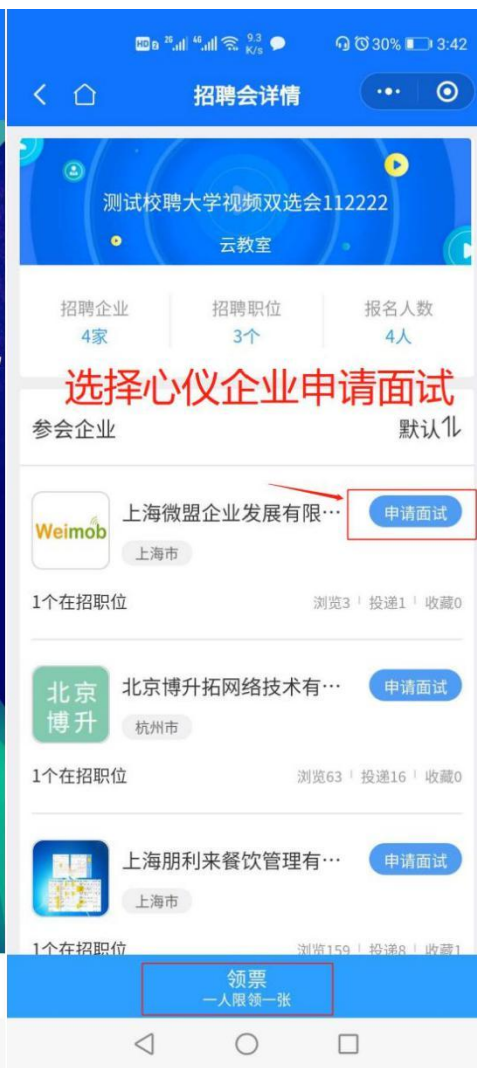 HD B 26 46 9.3 K/s 30% 3:42
招聘会详情
测试校聘大学视频双选会112222
云教室
招聘企业 招聘职位 报名人数
4家 3个 4人
选择心仪企业申请面试
参会企业 默认
Weimob 上海微盟企业发展有限… 申请面试
上海市
1个在招职位 浏览3 投递1 收藏0
北京博升 北京博升拓网络技术有… 申请面试
杭州市
1个在招职位 浏览63 投递16 收藏0
上海朋利来餐饮管理有… 申请面试
上海市
1个在招职位 浏览159 投递8 收藏1
领票
一人限领一张